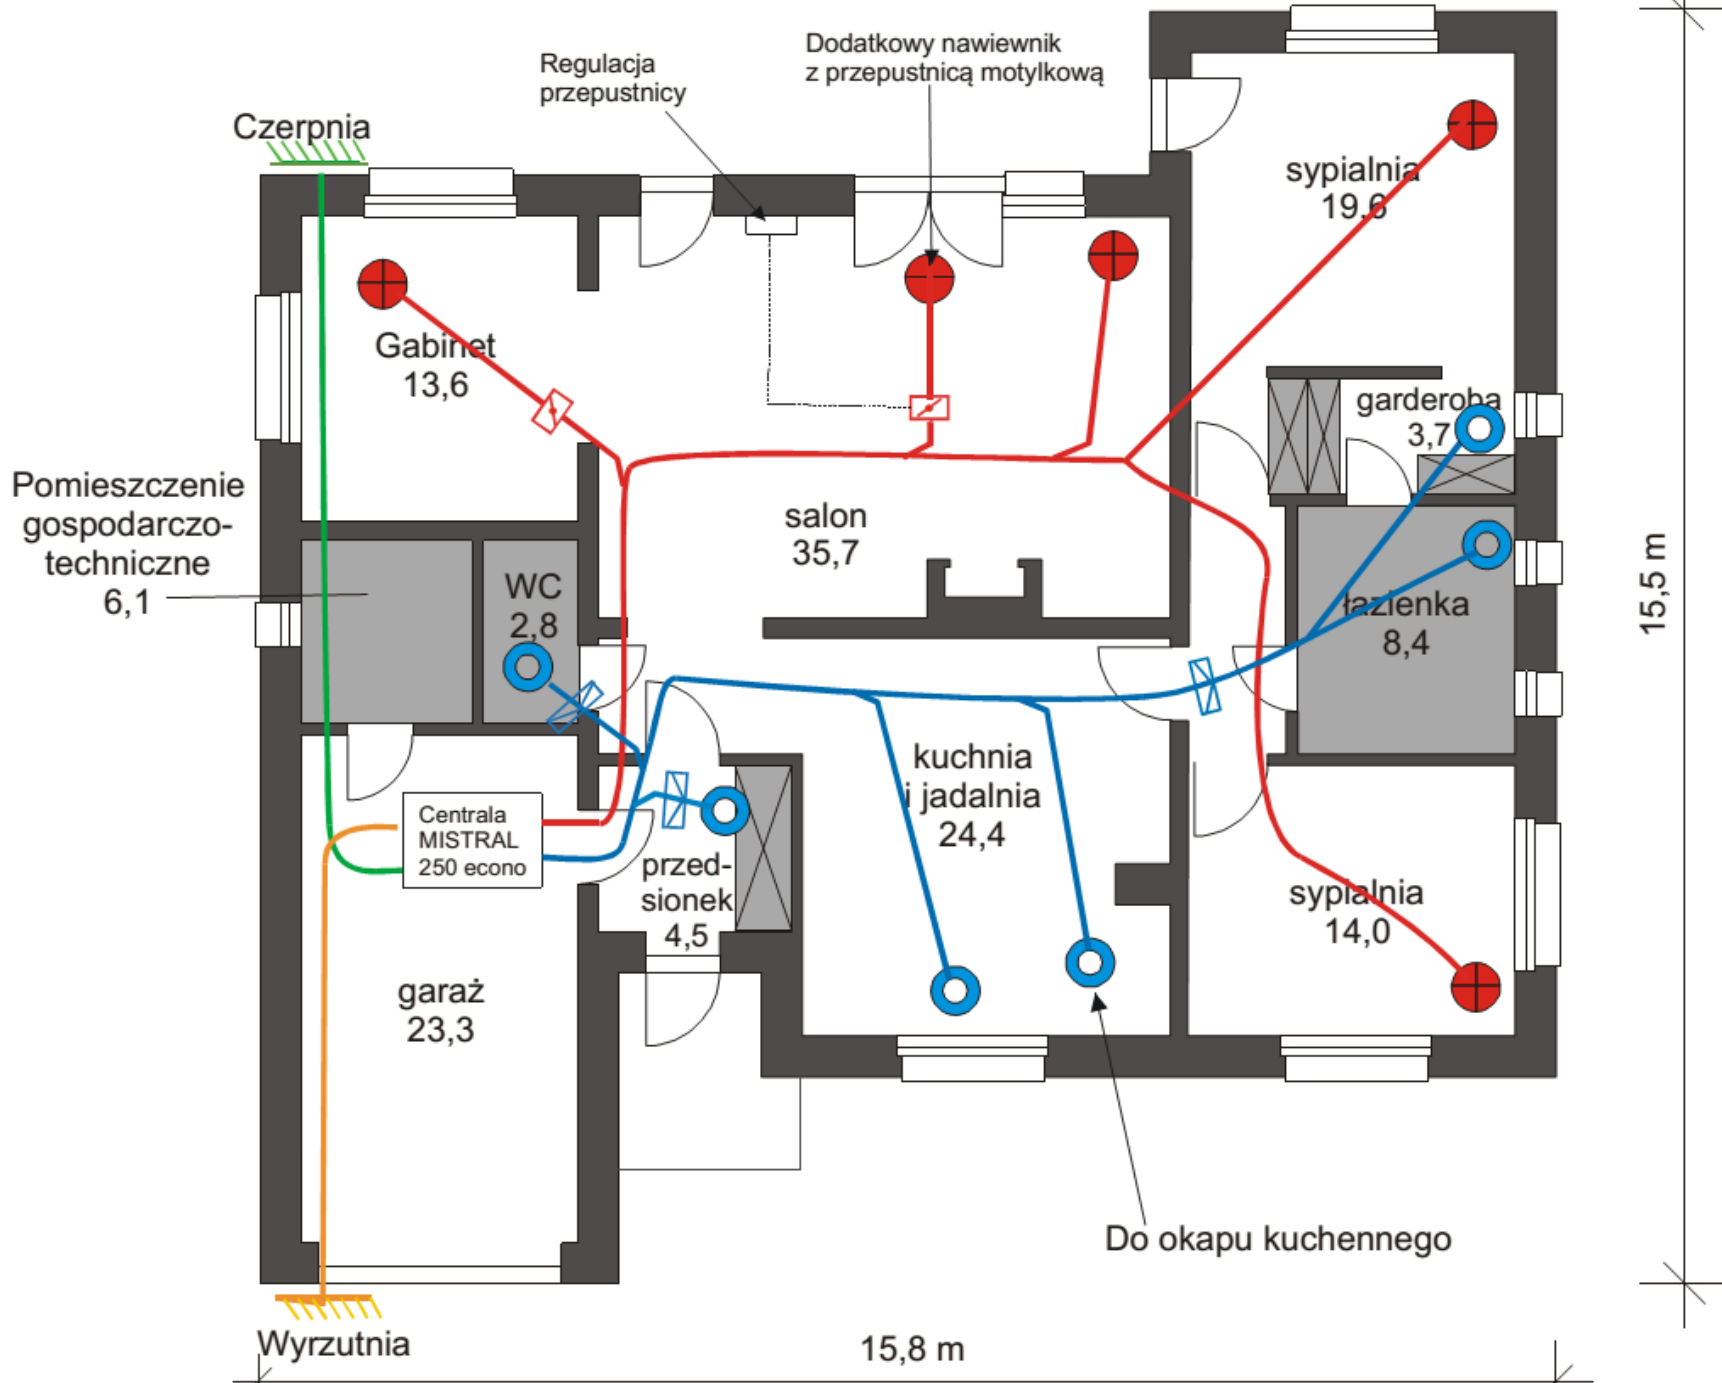 Dodatkowy nawiewnik
z przepustnicą motylkową
Regulacja
przepustnicy
Czerpnia
sypialnia
19,6
Gabinet
13,6
garderoba
3,7
Pomieszczenie
gospodarczo-
techniczne
6,1
salon
35,7
WC
2,8
łazienka
8,4
15,5 m
kuchnia
i jadalnia
24,4
Centrala
MISTRAL
250 econo
przed-
sionek
4,5
sypialnia
14,0
garaż
23,3
Do okapu kuchennego
Wyrzutnia
15,8 m